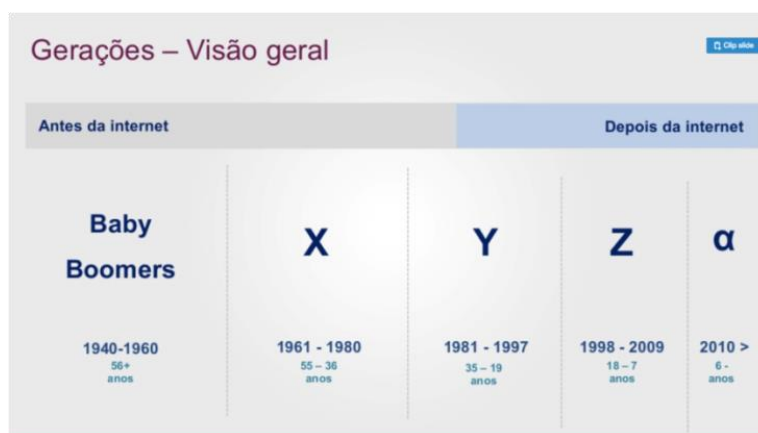 Gerações – Visão geral
Clip slide
Antes da internet
Depois da internet
Baby
Boomers
X
Y
Z
α
1940-1960
56+
anos
1961 - 1980
55 – 36
anos
1981 - 1997
35 – 19
anos
1998 - 2009
18 – 7
anos
2010 >
6 -
anos